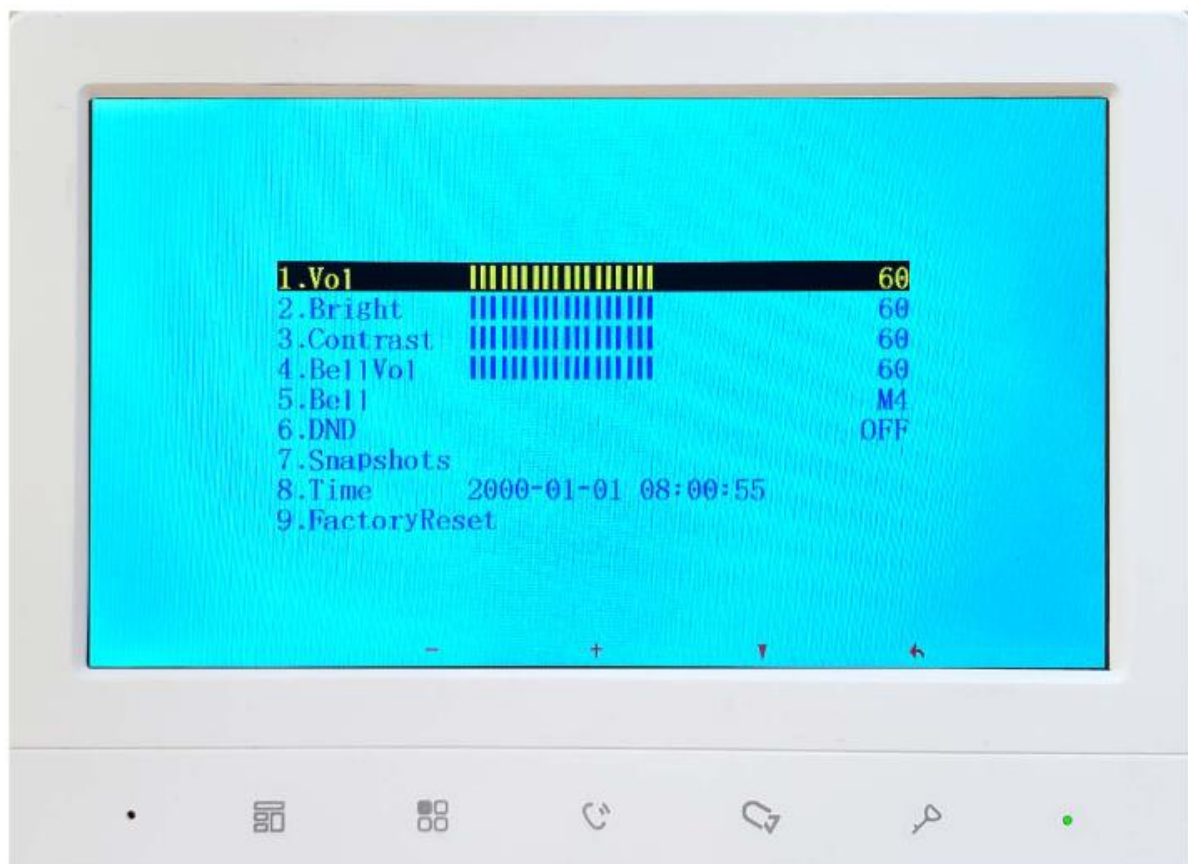 1.Vol 60
2.Bright 60
3.Contrast 60
4.BellVol 60
5.Bell M4
6.DND OFF
7.Snapshots
8.Time 2000-01-01 08:00:55
9.FactoryReset
- +